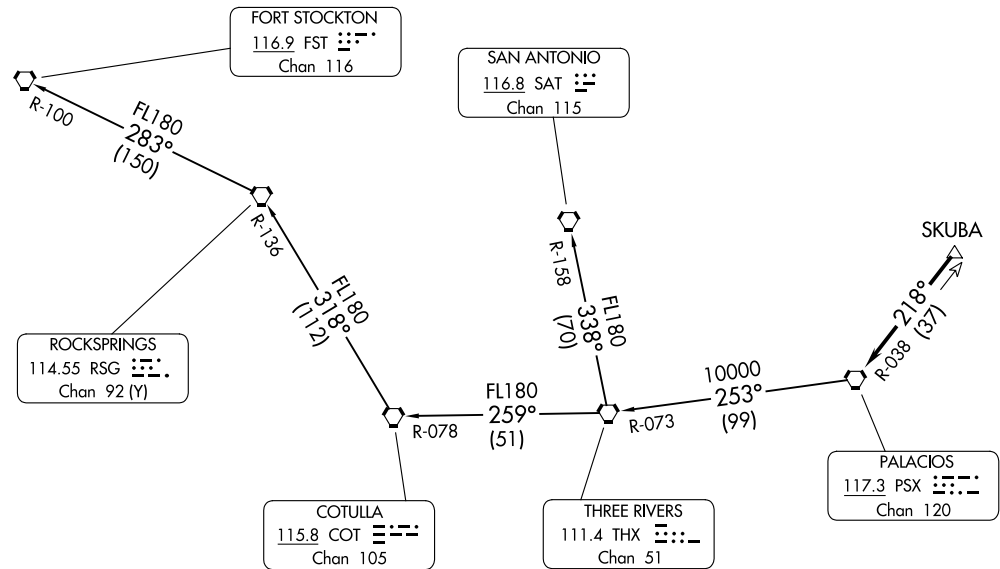 FORT STOCKTON
116.9 FST
Chan 116
SAN ANTONIO
116.8 SAT
Chan 115
R-100
FL180
283°
(150)
R-136
FL180
318°
(112)
ROCKSPRINGS
114.55 RSG
Chan 92 (Y)
R-158
FL180
338°
(70)
SKUBA
218°
(37)
R-038
10000
253°
(99)
R-073
FL180
259°
(51)
R-078
COTULLA
115.8 COT
Chan 105
THREE RIVERS
111.4 THX
Chan 51
PALACIOS
117.3 PSX
Chan 120